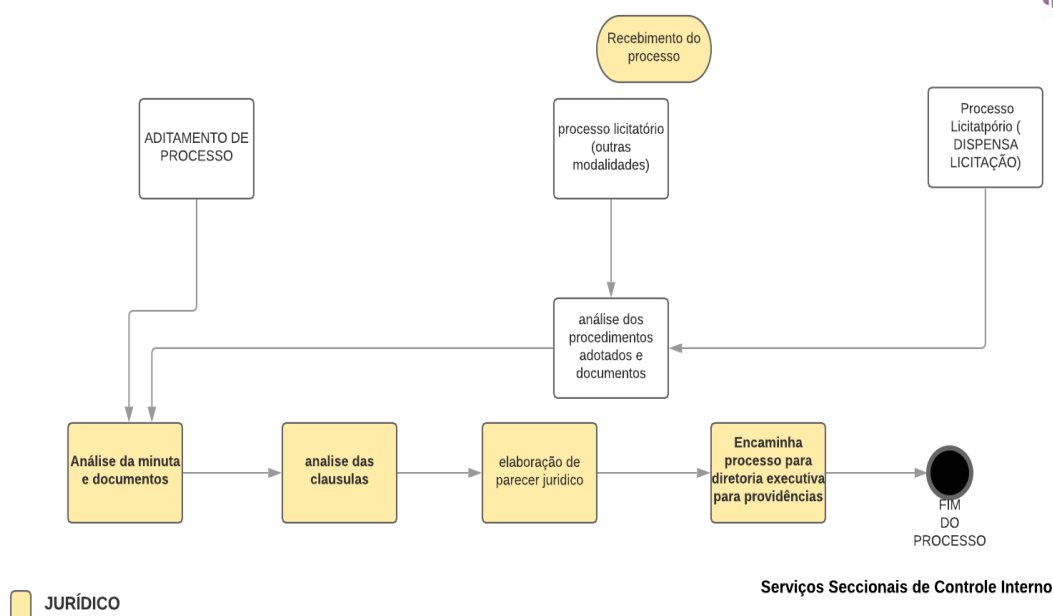 Recebimento do
processo
ADITAMENTO DE
PROCESSO
processo licitatório
(outras
modalidades)
Processo
Licitatpório (
DISPENSA
LICITAÇÃO)
análise dos
procedimentos
adotados e
documentos
Análise da minuta
e documentos
analise das
clausulas
elaboração de
parecer juridico
Encaminha
processo para
diretoria executiva
para providências
FIM
DO
PROCESSO
Serviços Seccionais de Controle Interno
JURÍDICO